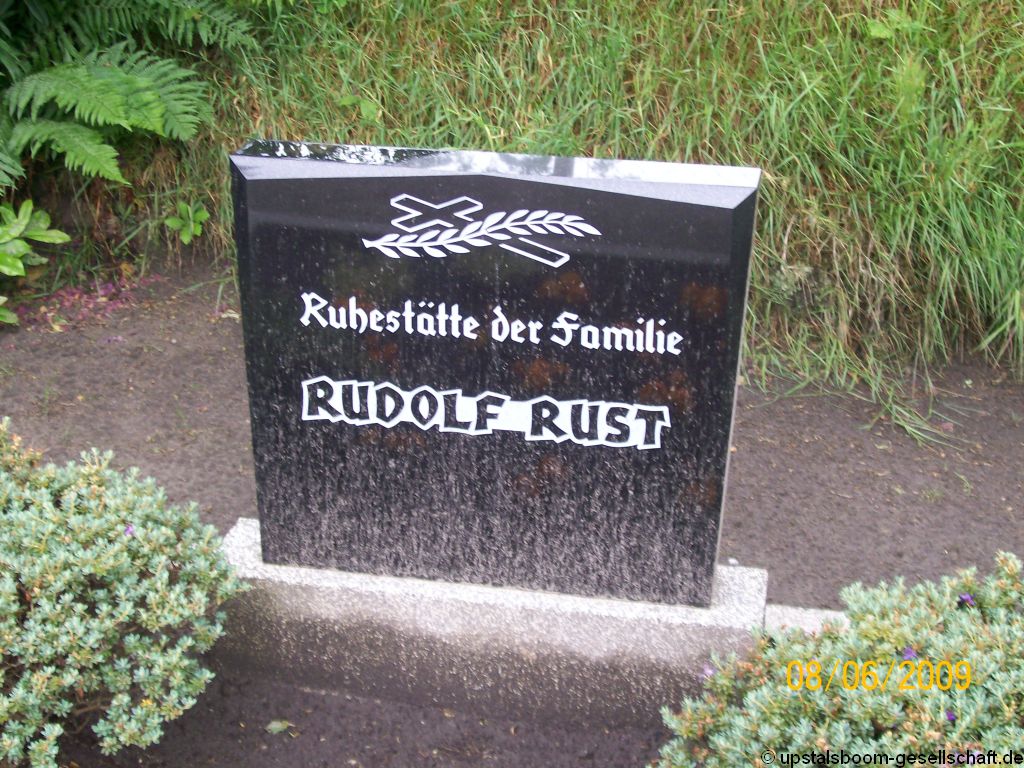 Ruhestätte der Familie
RUDOLF RUST
08/06/2009
© upstalsboom-gesellschaft.de